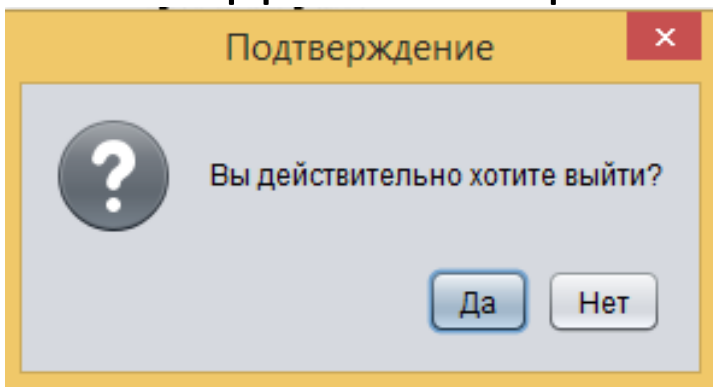 Подтверждение
Вы действительно хотите выйти?
Да
Нет